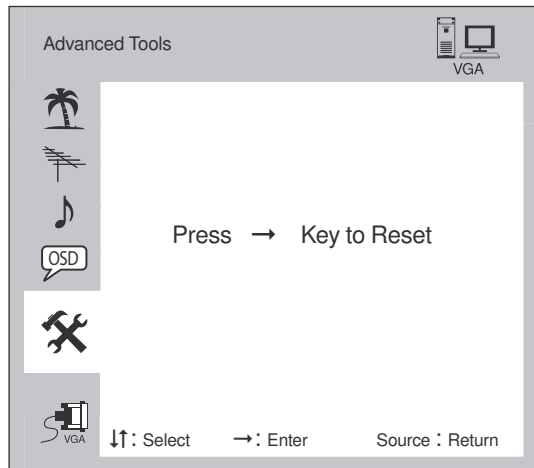 Advanced Tools
VGA
Press → Key to Reset
OSD
VGA
↓↑: Select →: Enter Source : Return